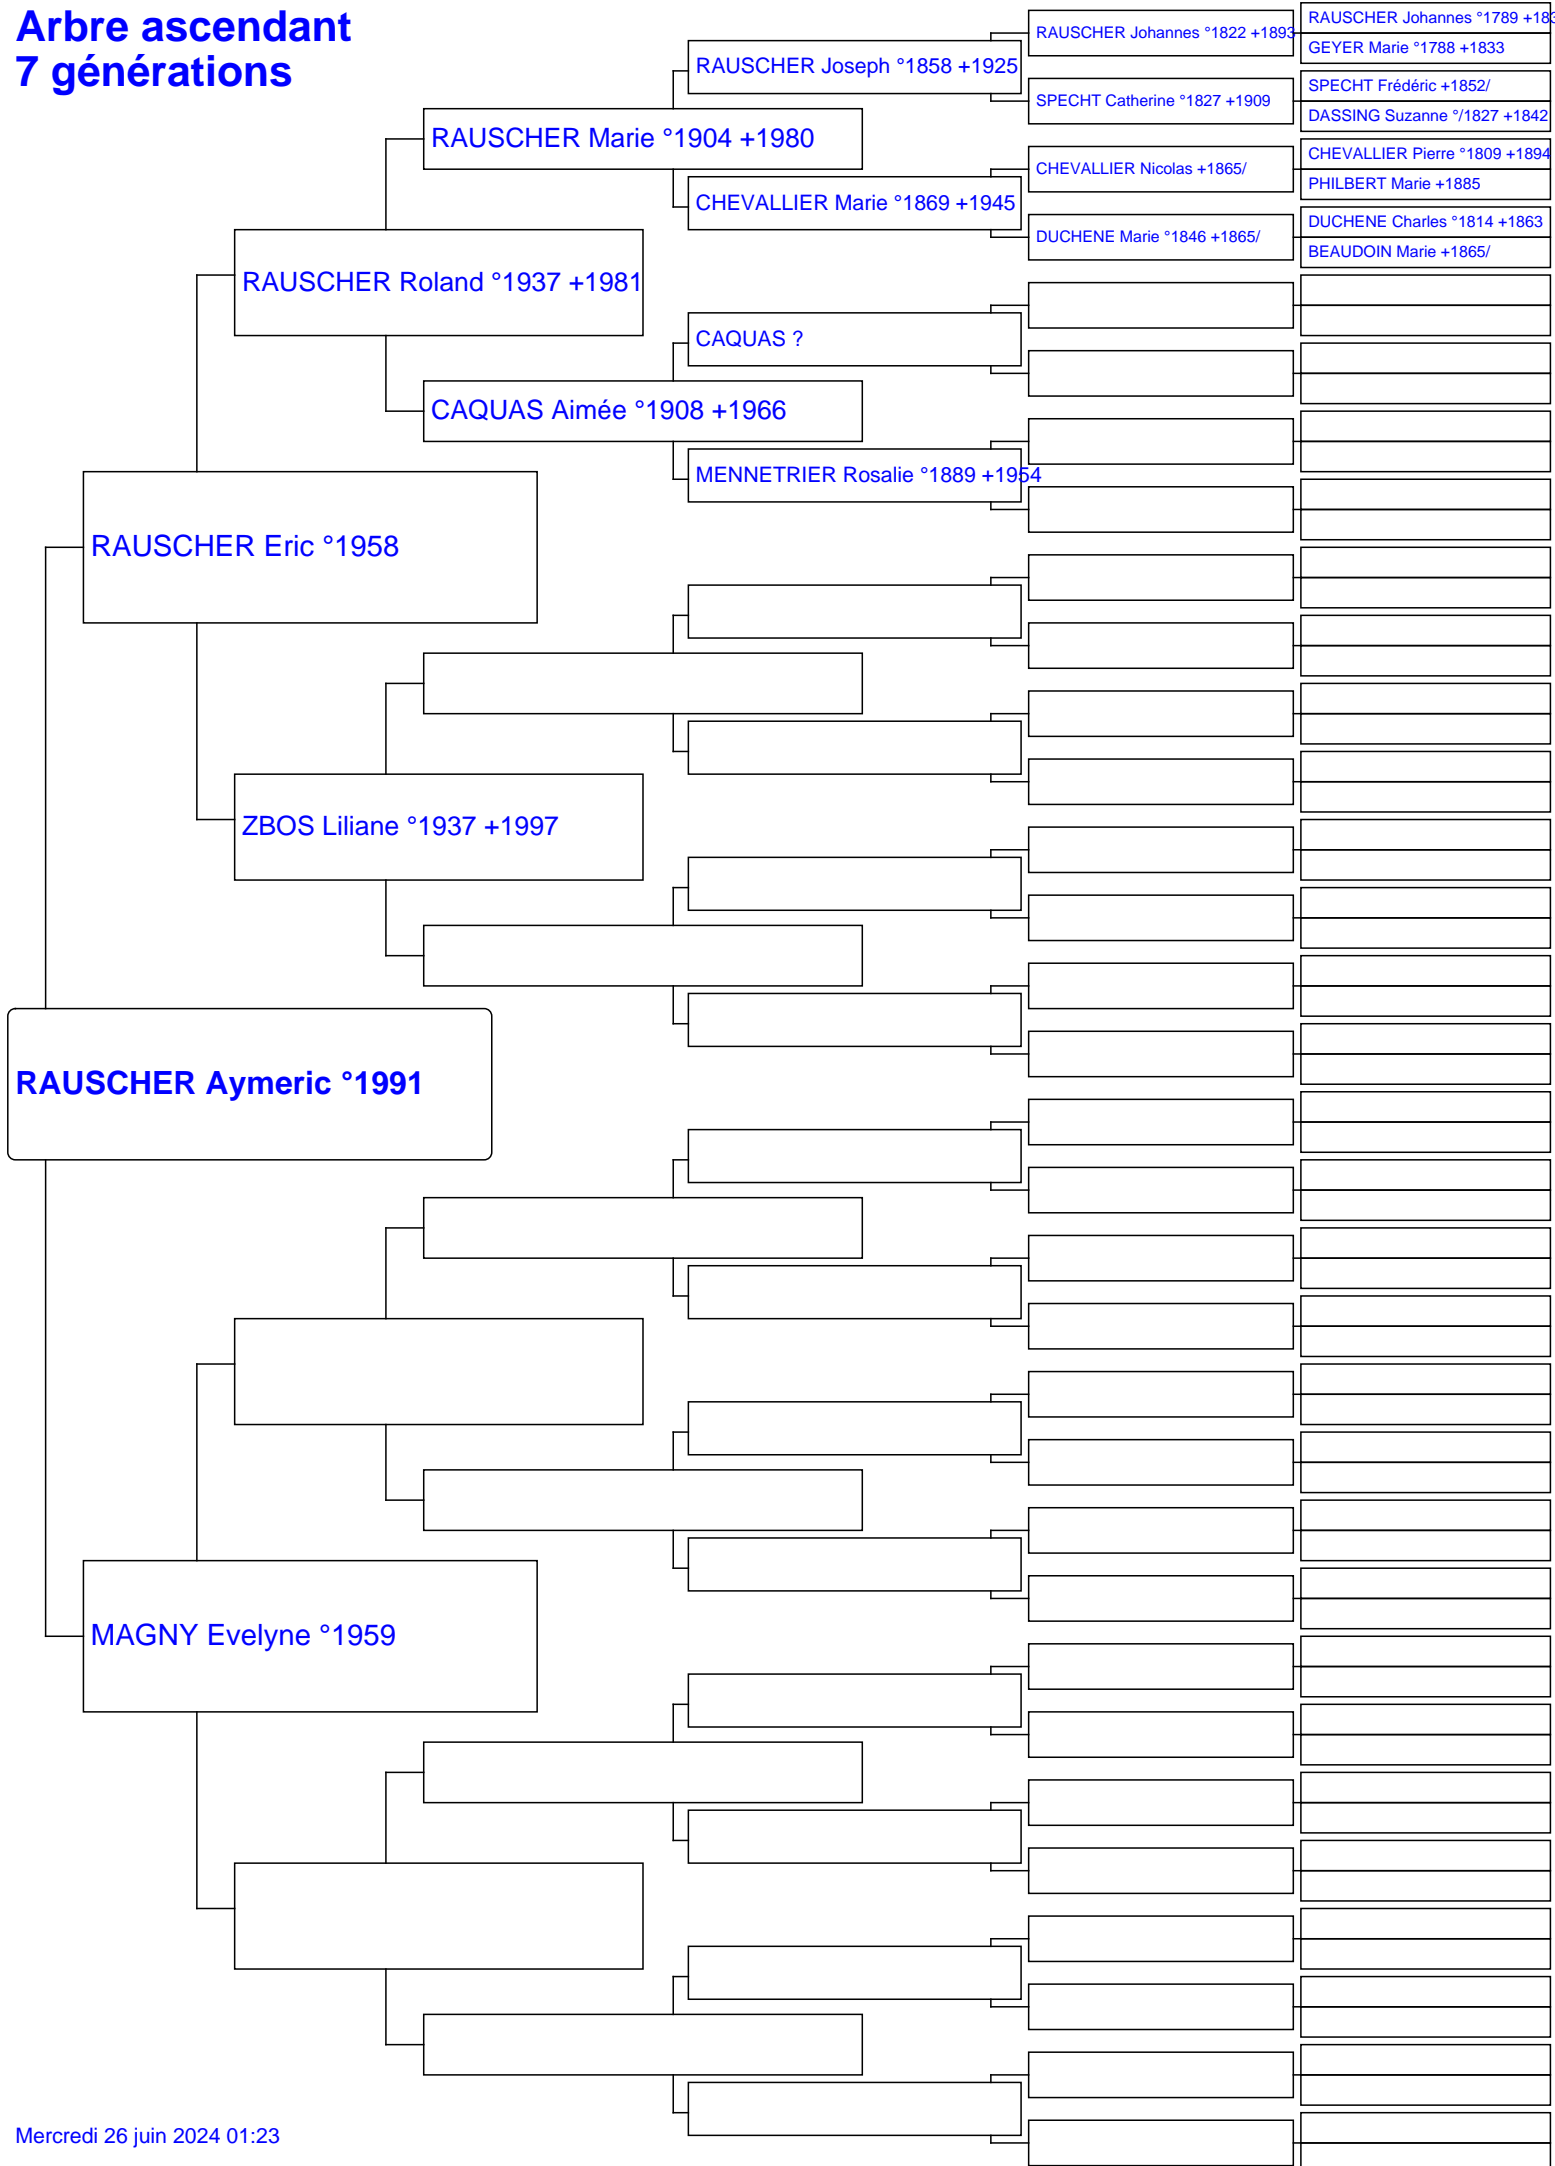 Arbre ascendant
7 générations
RAUSCHER Johannes °1789 +183
RAUSCHER Johannes °1822 +1893
GEYER Marie °1788 +1833
RAUSCHER Joseph °1858 +1925
SPECHT Frédéric +1852/
SPECHT Catherine °1827 +1909
DASSING Suzanne °/1827 +1842
RAUSCHER Marie °1904 +1980
CHEVALLIER Pierre °1809 +1894
CHEVALLIER Nicolas +1865/
PHILBERT Marie +1885
CHEVALLIER Marie °1869 +1945
DUCHENE Charles °1814 +1863
DUCHENE Marie °1846 +1865/
BEAUDOIN Marie +1865/
RAUSCHER Roland °1937 +1981
CAQUAS ?
CAQUAS Aimée °1908 +1966
MENNETRIER Rosalie °1889 +1954
RAUSCHER Eric °1958
ZBOS Liliane °1937 +1997
RAUSCHER Aymeric °1991
MAGNY Evelyne °1959
Mercredi 26 juin 2024 01:23